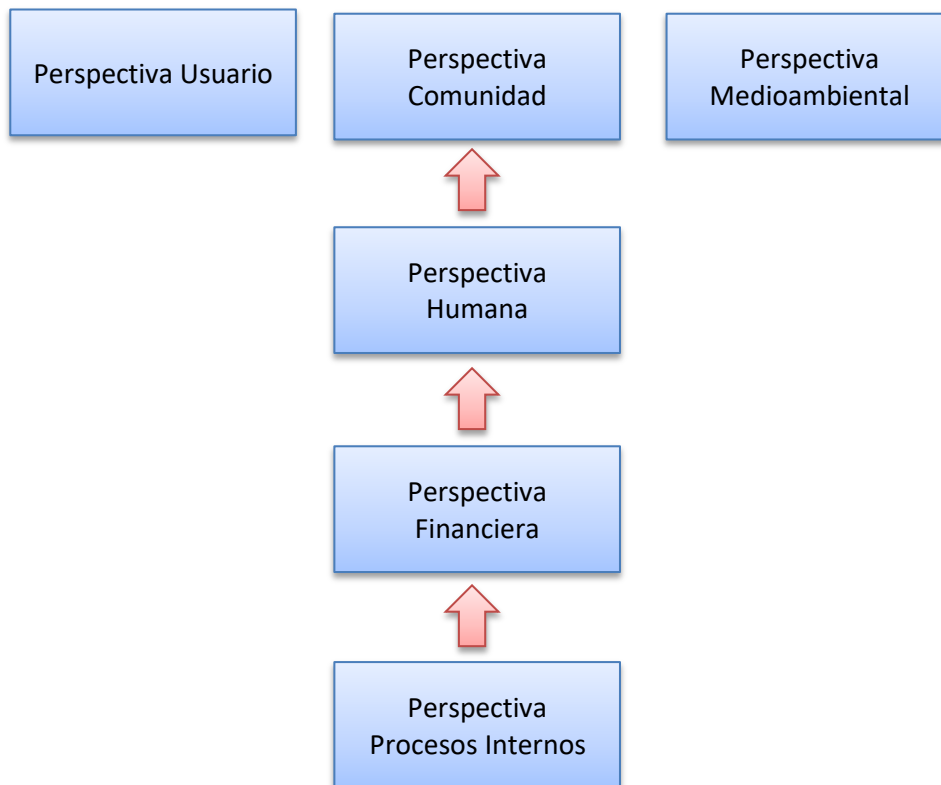 Perspectiva Usuario
Perspectiva
Comunidad
Perspectiva
Medioambiental
Perspectiva
Humana
Perspectiva
Financiera
Perspectiva
Procesos Internos